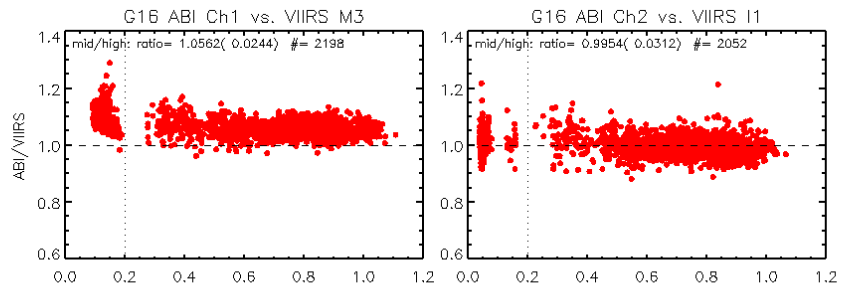 G16 ABI Ch1 vs. VIIRS M3
mid/high: ratio= 1.0562( 0.0244) #= 2198
1.4
1.2
1.0
0.8
0.6
ABI/VIIRS
0.0 0.2 0.4 0.6 0.8 1.0 1.2
G16 ABI Ch2 vs. VIIRS I1
mid/high: ratio= 0.9954( 0.0312) #= 2052
1.4
1.2
1.0
0.8
0.6
0.0 0.2 0.4 0.6 0.8 1.0 1.2